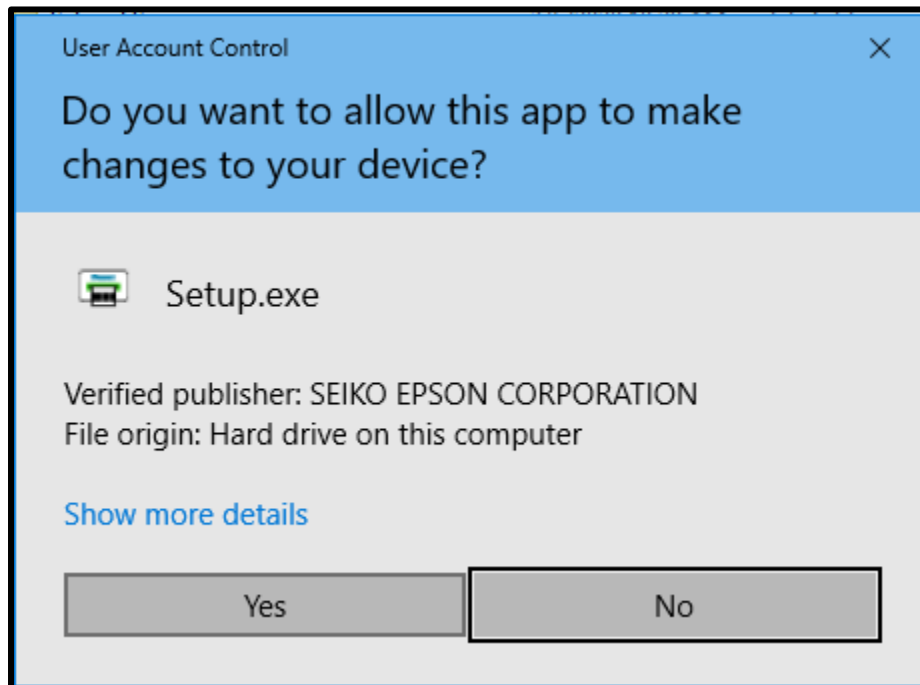 User Account Control
Do you want to allow this app to make
changes to your device?
Setup.exe
Verified publisher: SEIKO EPSON CORPORATION
File origin: Hard drive on this computer
Show more details
Yes
No